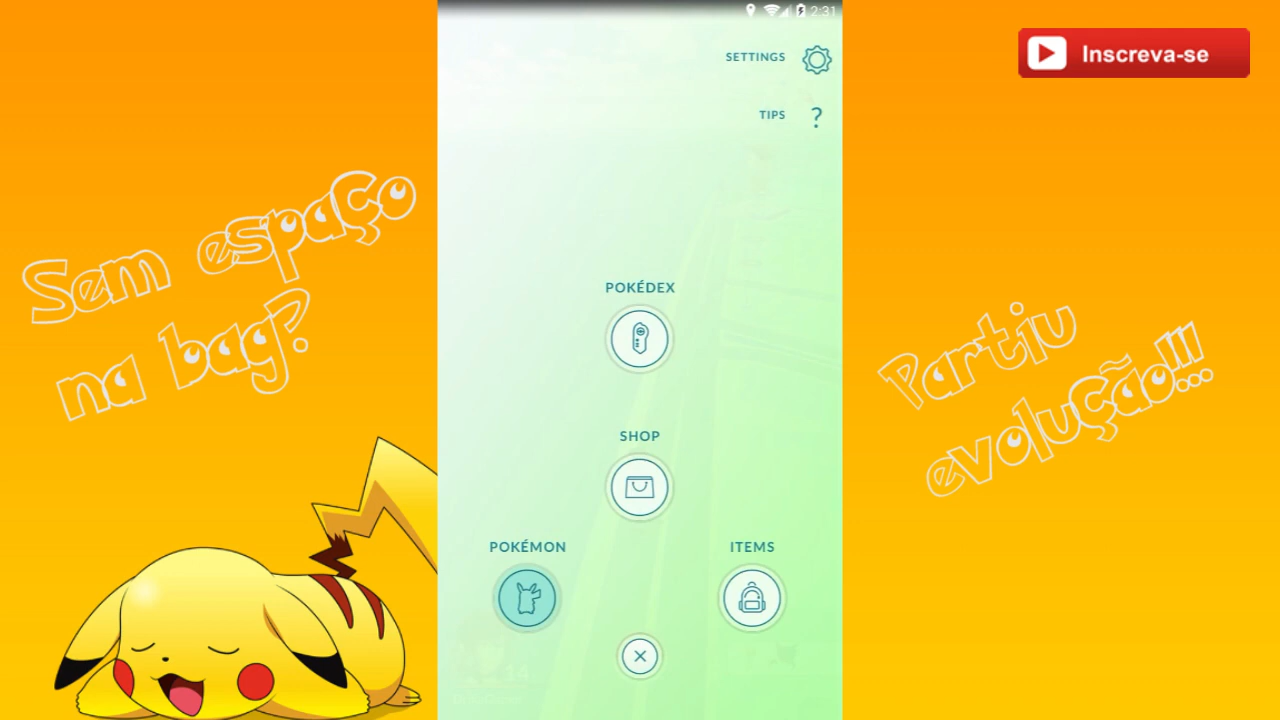 2:31
SETTINGS
TIPS
?
Inscreva-se
Sem espaço
na bag?
POKÉDEX
SHOP
POKÉMON
ITEMS
Partiu
evolução!!!